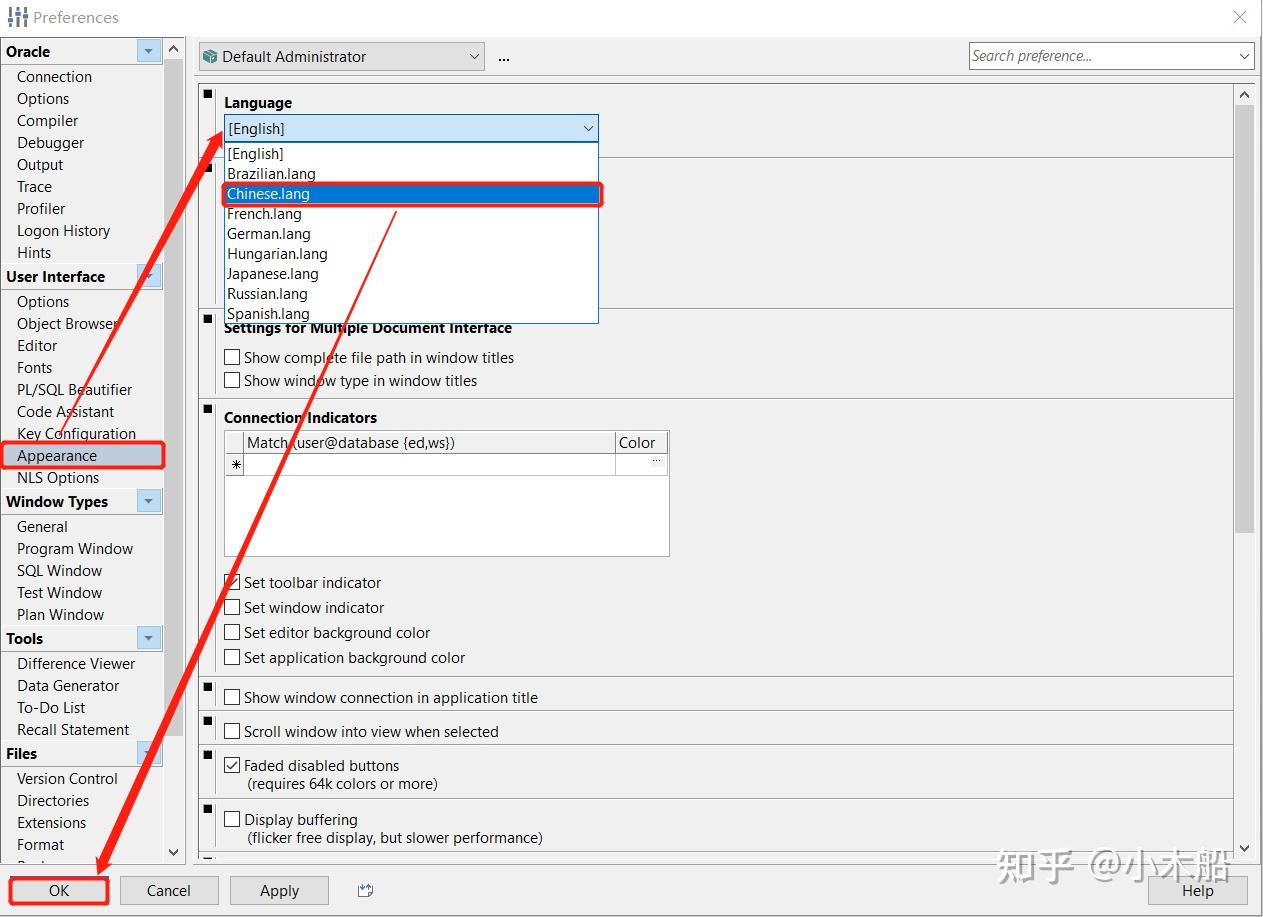 Preferences
Oracle
Connection
Options
Compiler
Debugger
Output
Trace
Profiler
Logon History
Hints
User Interface
Options
Object Browser
Editor
Fonts
PL/SQL Beautifier
Code Assistant
Key Configuration
Appearance
NLS Options
Window Types
General
Program Window
SQL Window
Test Window
Plan Window
Tools
Difference Viewer
Data Generator
To-Do List
Recall Statement
Files
Version Control
Directories
Extensions
Format
Default Administrator
...
Search preference...
Language
[English]
[English]
Brazilian.lang
Chinese.lang
French.lang
German.lang
Hungarian.lang
Japanese.lang
Russian.lang
Spanish.lang
Settings for Multiple Document Interface
Show complete file path in window titles
Show window type in window titles
Connection Indicators
Match (user@database {ed,ws}) Color
* ...
Set toolbar indicator
Set window indicator
Set editor background color
Set application background color
Show window connection in application title
Scroll window into view when selected
Faded disabled buttons
(requires 64k colors or more)
Display buffering
(flicker free display, but slower performance)
知乎 @小木船
OK Cancel Apply Help